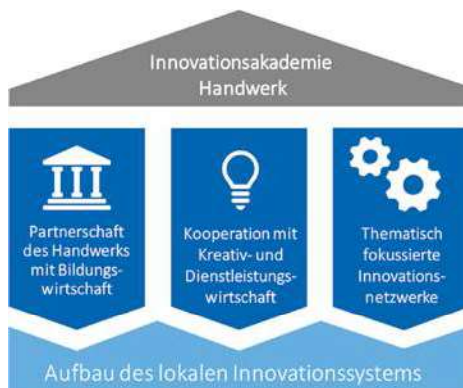 Innovationsakademie
Handwerk
Partnerschaft
des Handwerks
mit Bildungs-
wirtschaft
Kooperation mit
Kreativ- und
Dienstleistungs-
wirtschaft
Thematisch
fokussierte
Innovations-
netzwerke
Aufbau des lokalen Innovationssystems